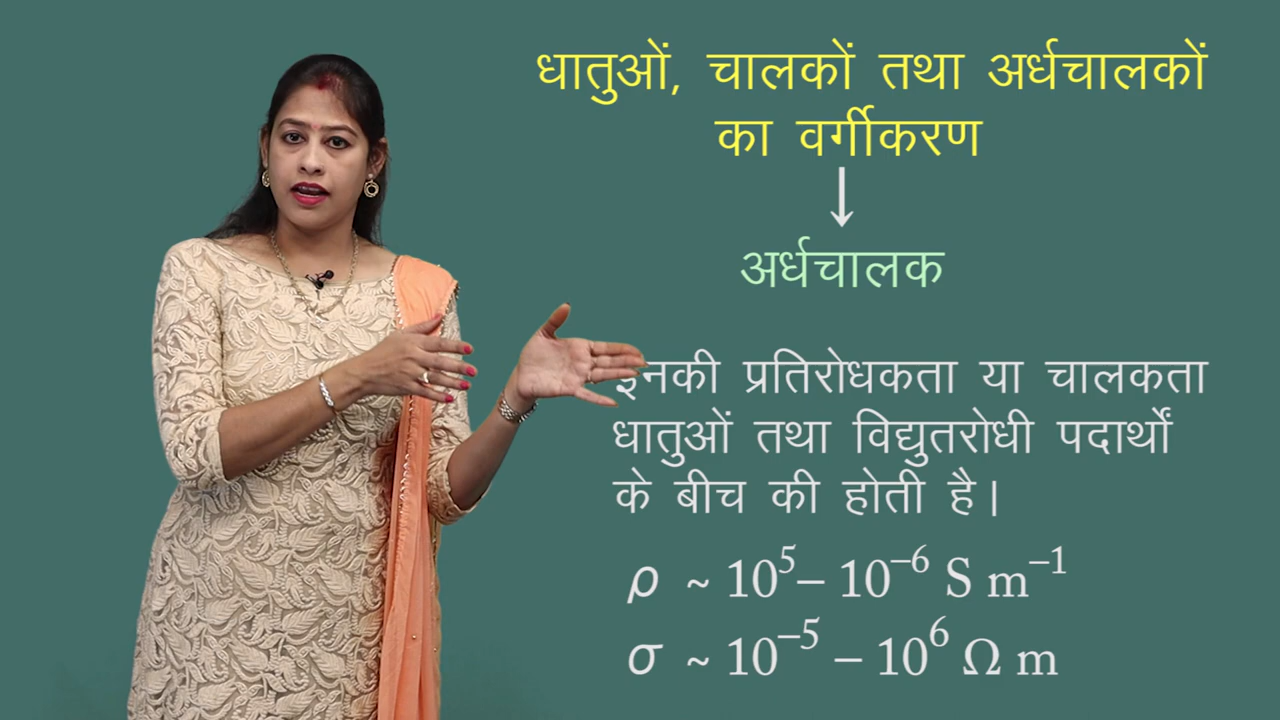 धातुओं, चालकों तथा अर्धचालकों
का वर्गीकरण
↓
अर्धचालक
इनकी प्रतिरोधकता या चालकता
धातुओं तथा विद्युतरोधी पदार्थों
के बीच की होती है।
ρ ~ 10⁵– 10⁻⁶ S m⁻¹
σ ~ 10⁻⁵ – 10⁶ Ω m